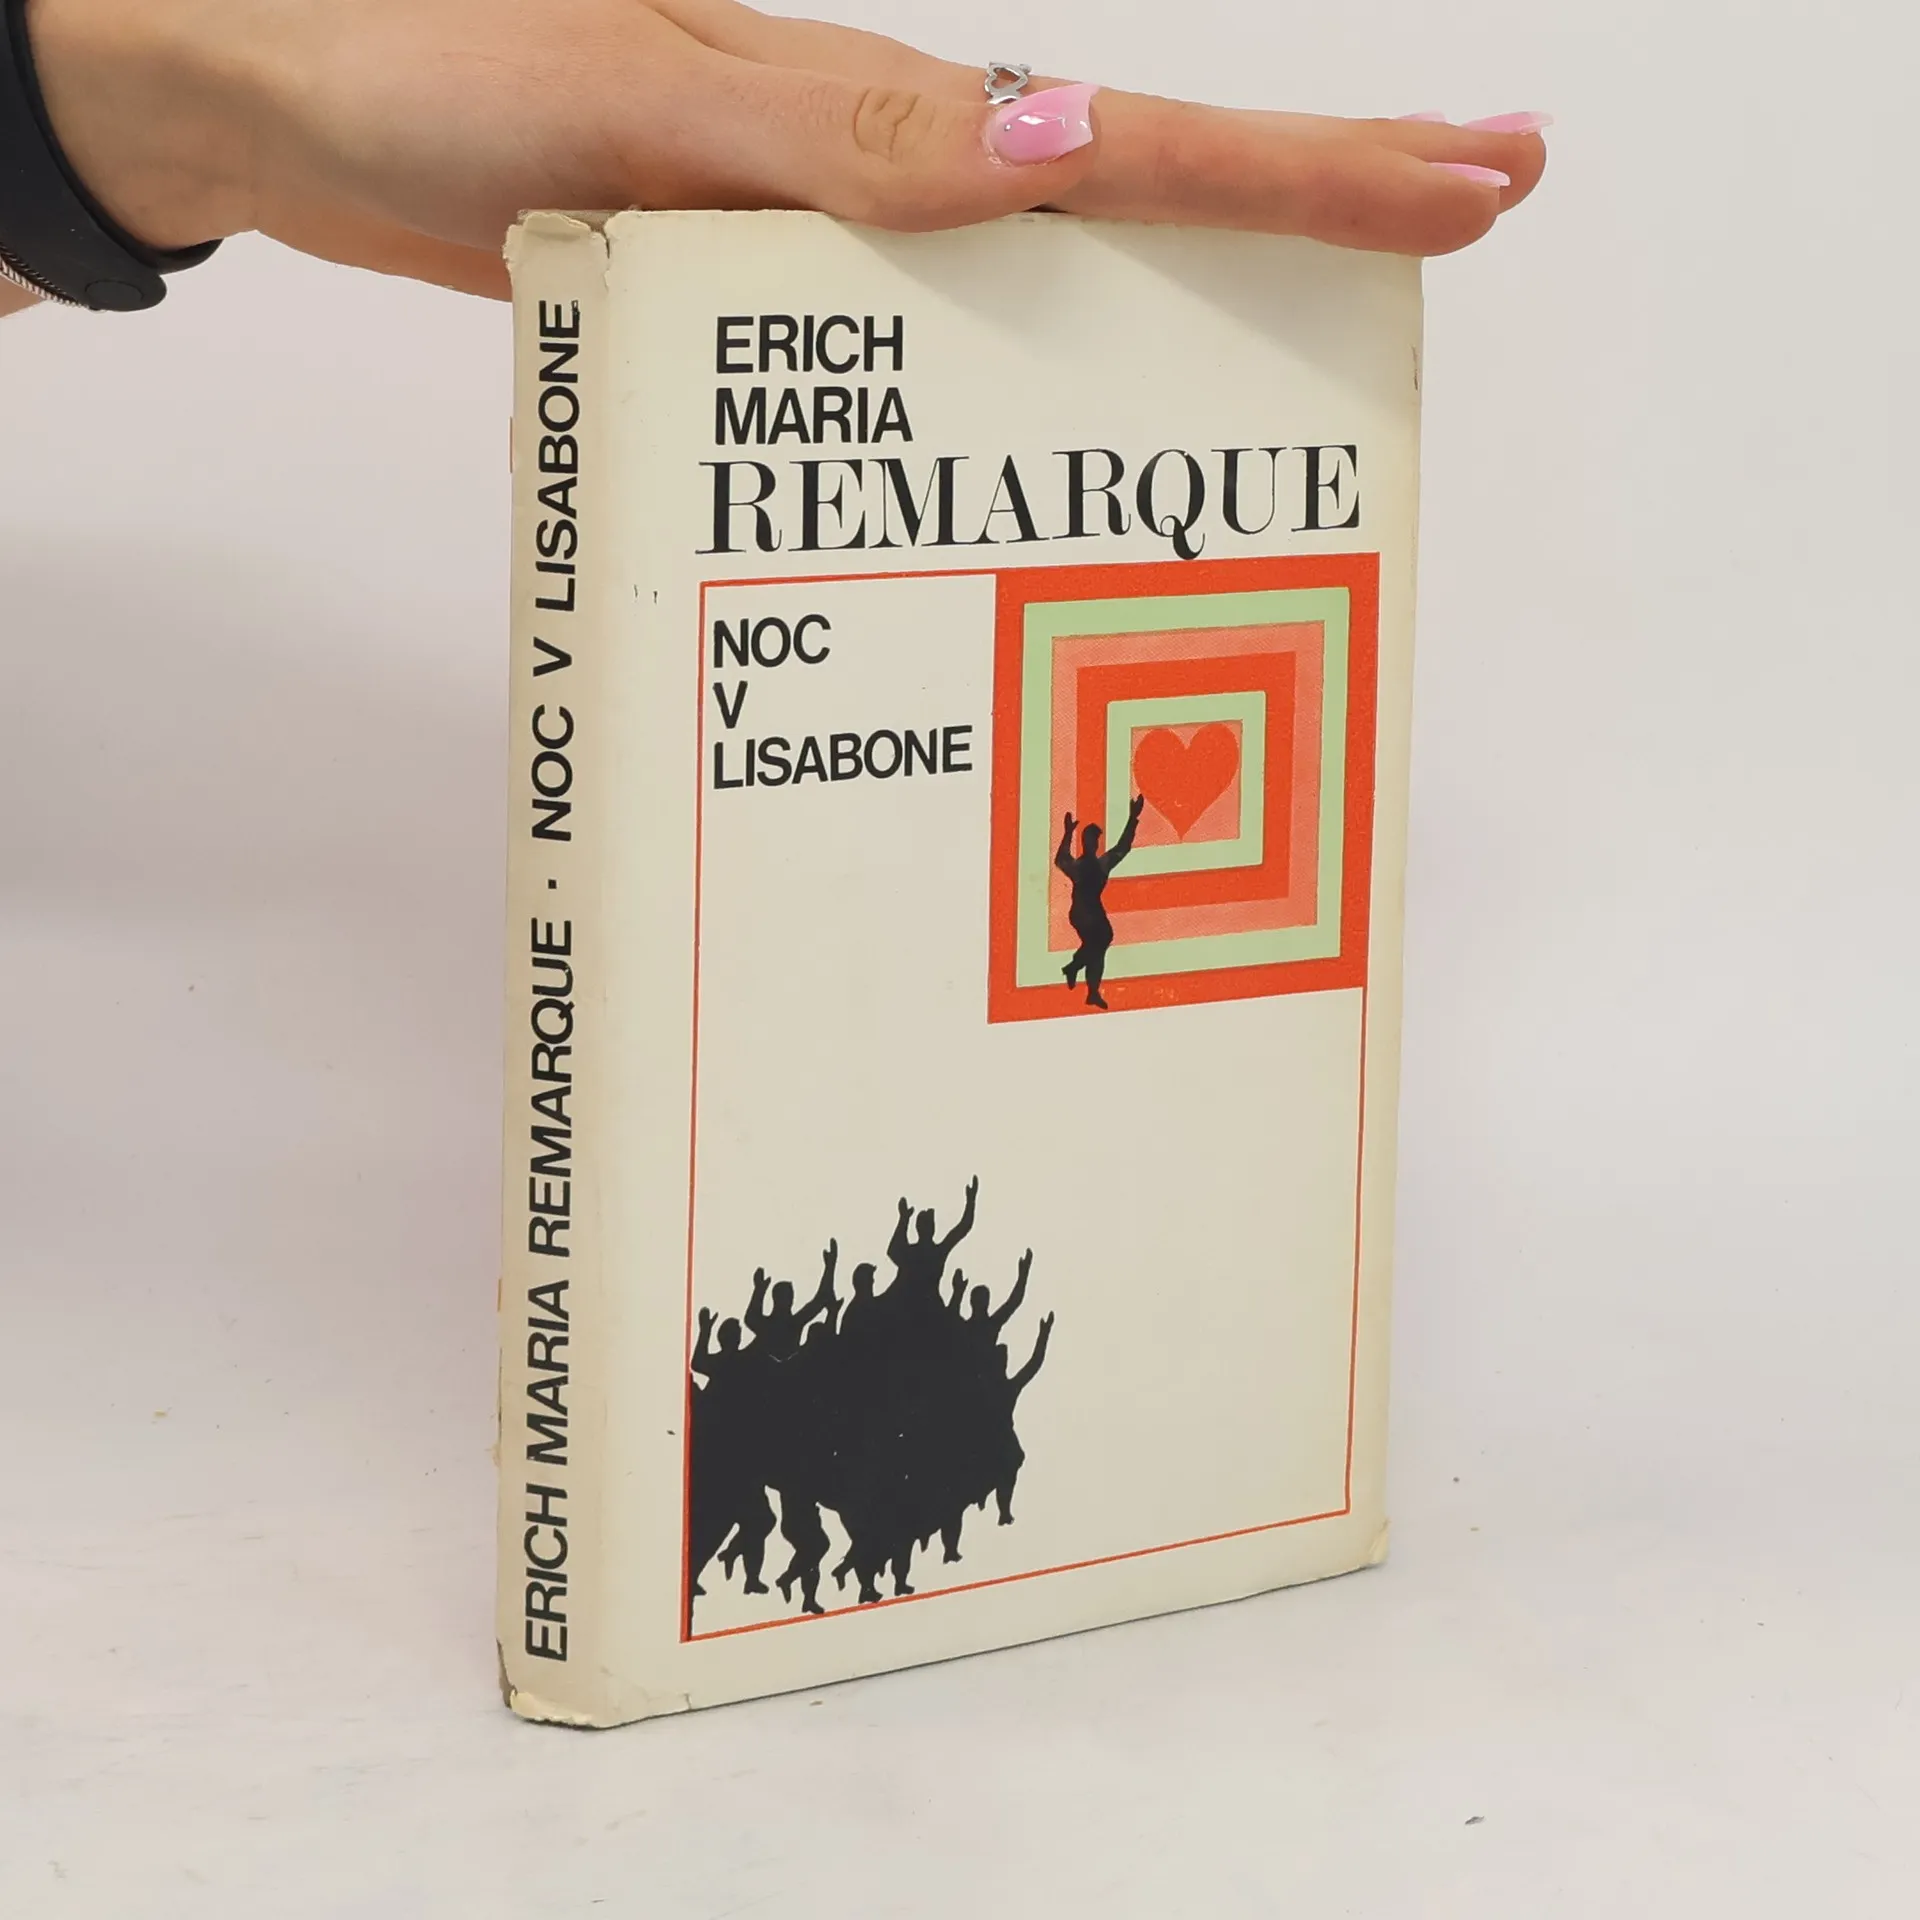 ERICH MARIA REMARQUE · NOC V LISABONE
ERICH
MARIA
REMARQUE
NOC
V
LISABONE